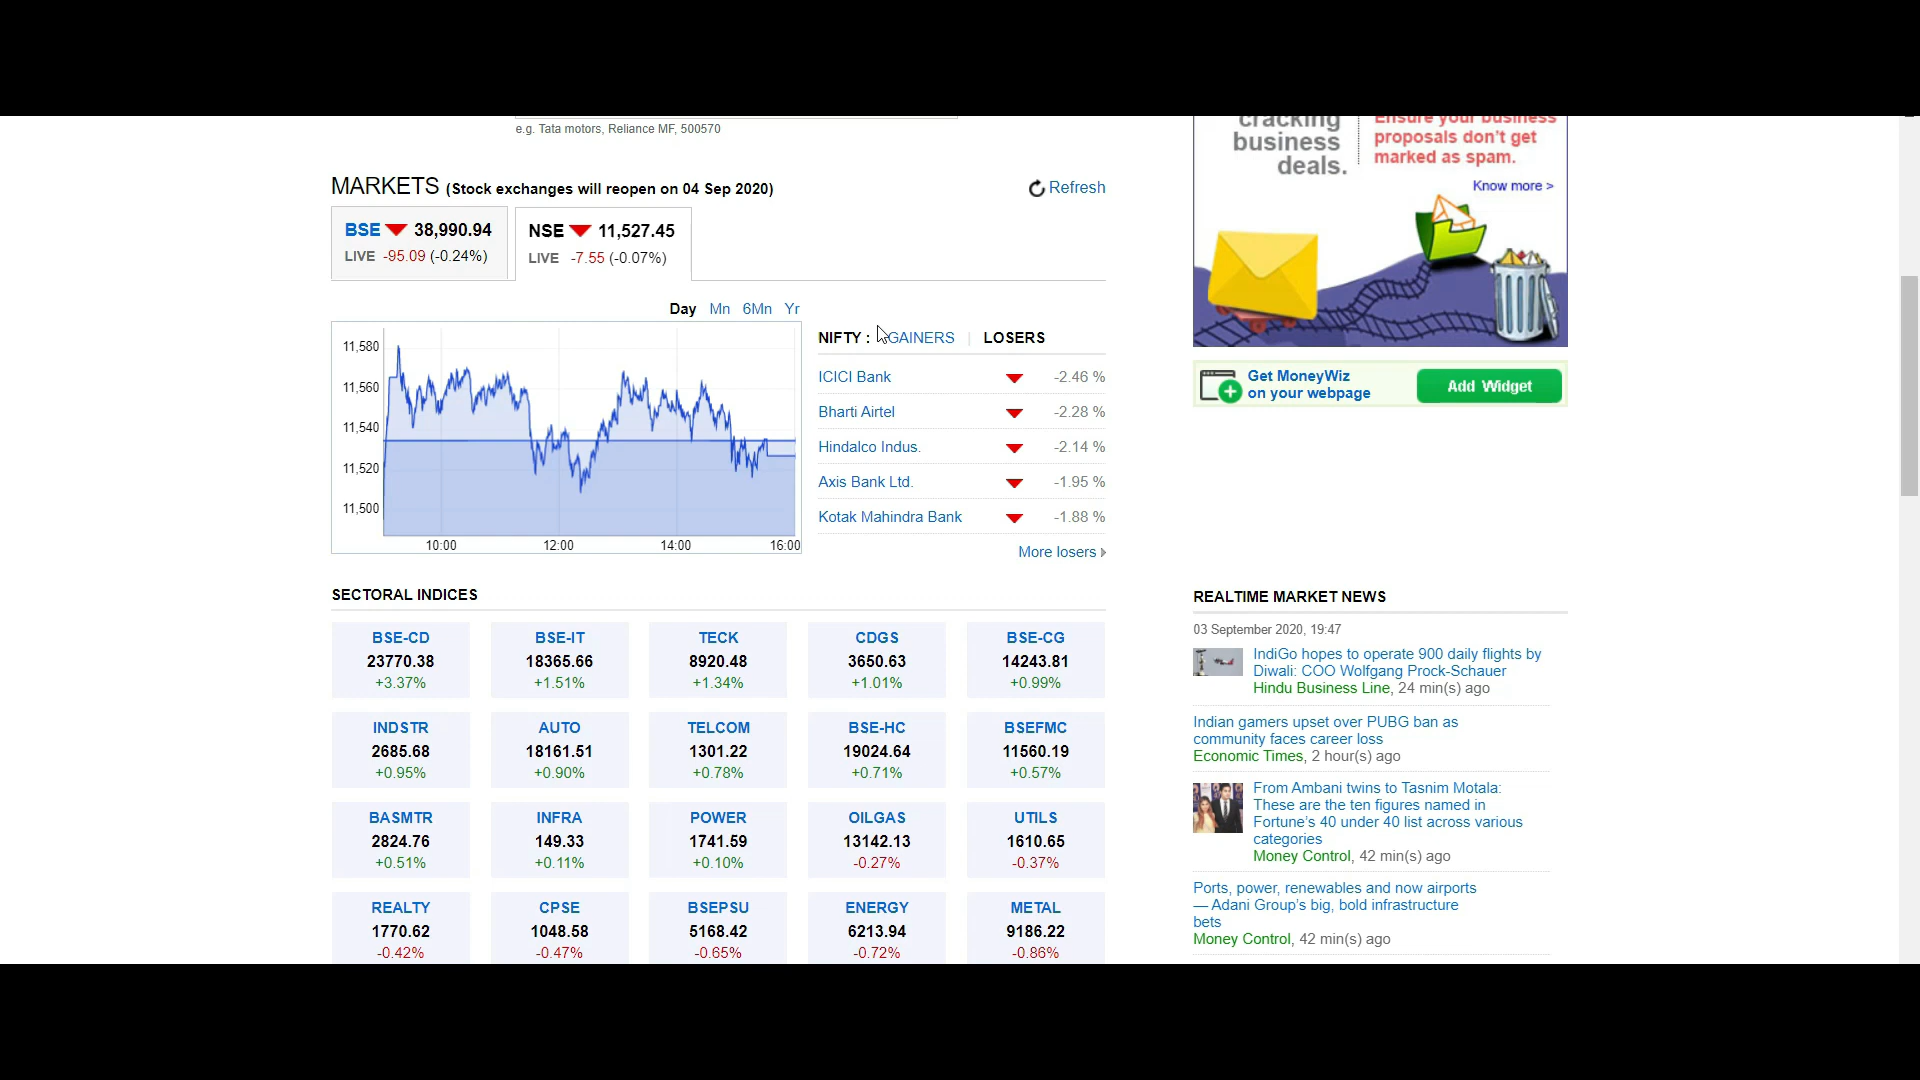 e.g. Tata motors, Reliance MF, 500570
MARKETS (Stock exchanges will reopen on 04 Sep 2020)
Refresh
BSE 38,990.94
LIVE -95.09 (-0.24%)
NSE 11,527.45
LIVE -7.55 (-0.07%)
Day Mn 6Mn Yr
11,580
11,560
11,540
11,520
11,500
10:00 12:00 14:00 16:00
NIFTY : GAINERS | LOSERS
ICICI Bank -2.46 %
Bharti Airtel -2.28 %
Hindalco Indus. -2.14 %
Axis Bank Ltd. -1.95 %
Kotak Mahindra Bank -1.88 %
More losers
SECTORAL INDICES
BSE-CD BSE-IT TECK CDGS BSE-CG
23770.38 18365.66 8920.48 3650.63 14243.81
+3.37% +1.51% +1.34% +1.01% +0.99%
INDSTR AUTO TELCOM BSE-HC BSEFMC
2685.68 18161.51 1301.22 19024.64 11560.19
+0.95% +0.90% +0.78% +0.71% +0.57%
BASMTR INFRA POWER OILGAS UTILS
2824.76 149.33 1741.59 13142.13 1610.65
+0.51% +0.11% +0.10% -0.27% -0.37%
REALTY CPSE BSEPSU ENERGY METAL
1770.62 1048.58 5168.42 6213.94 9186.22
-0.42% -0.47% -0.65% -0.72% -0.86%
cracking
business
deals.
Ensure your business
proposals don't get
marked as spam.
Know more >
Get MoneyWiz
on your webpage
Add Widget
REALTIME MARKET NEWS
03 September 2020, 19:47
IndiGo hopes to operate 900 daily flights by
Diwali: COO Wolfgang Prock-Schauer
Hindu Business Line, 24 min(s) ago
Indian gamers upset over PUBG ban as
community faces career loss
Economic Times, 2 hour(s) ago
From Ambani twins to Tasnim Motala:
These are the ten figures named in
Fortune's 40 under 40 list across various
categories
Money Control, 42 min(s) ago
Ports, power, renewables and now airports
— Adani Group's big, bold infrastructure
bets
Money Control, 42 min(s) ago